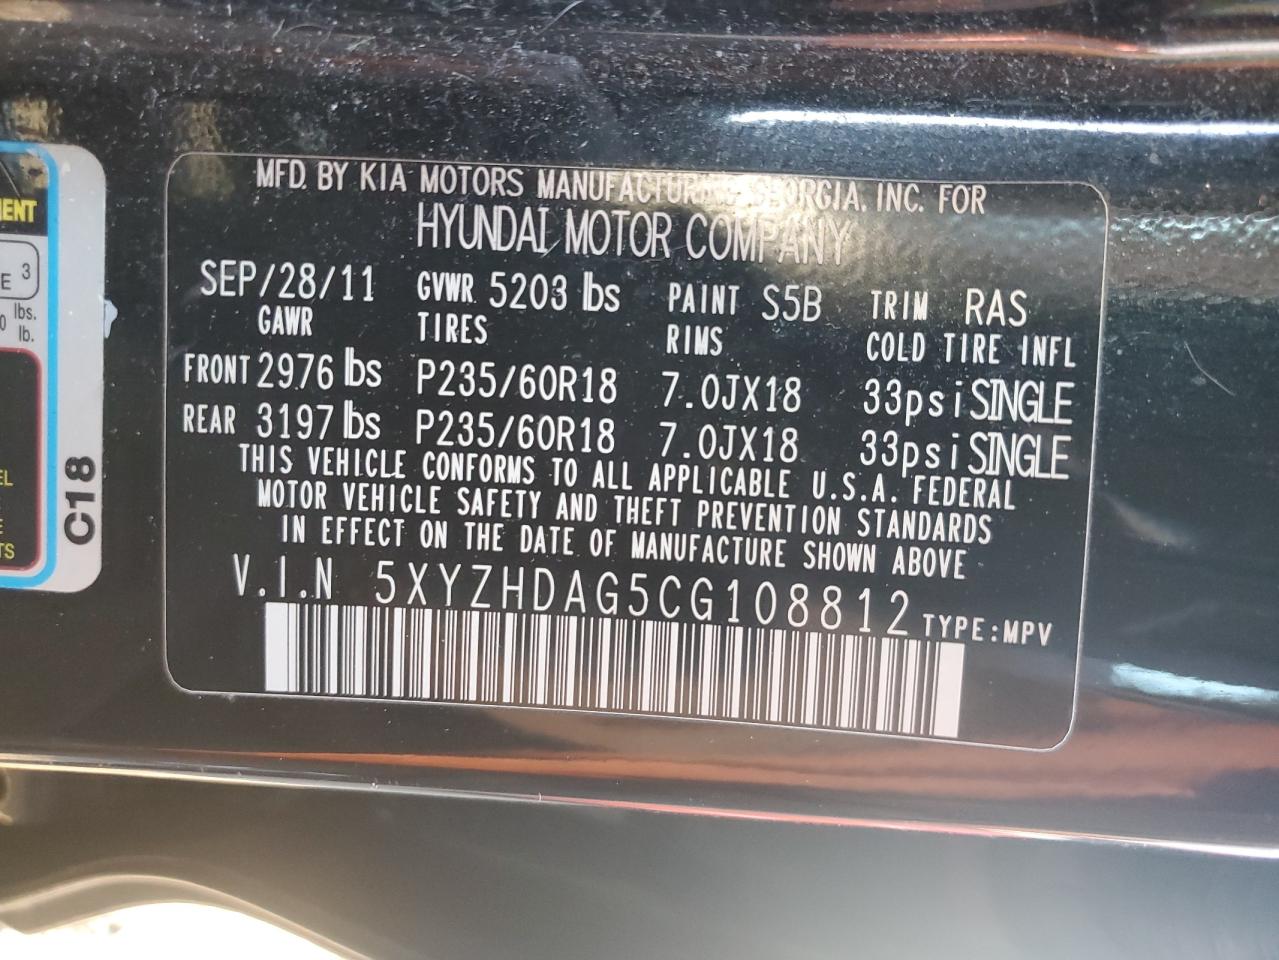 MFD. BY KIA MOTORS MANUFACTURING GEORGIA, INC. FOR
HYUNDAI MOTOR COMPANY
SEP/28/11 GVWR 5203 lbs PAINT S5B TRIM RAS
GAWR TIRES RIMS COLD TIRE INFL
FRONT 2976 lbs P235/60R18 7.0JX18 33psi SINGLE
REAR 3197 lbs P235/60R18 7.0JX18 33psi SINGLE
THIS VEHICLE CONFORMS TO ALL APPLICABLE U.S.A. FEDERAL
MOTOR VEHICLE SAFETY AND THEFT PREVENTION STANDARDS
IN EFFECT ON THE DATE OF MANUFACTURE SHOWN ABOVE
V.I.N 5XYZHDAG5CG108812 TYPE:MPV
3
lbs.
lb.
C18